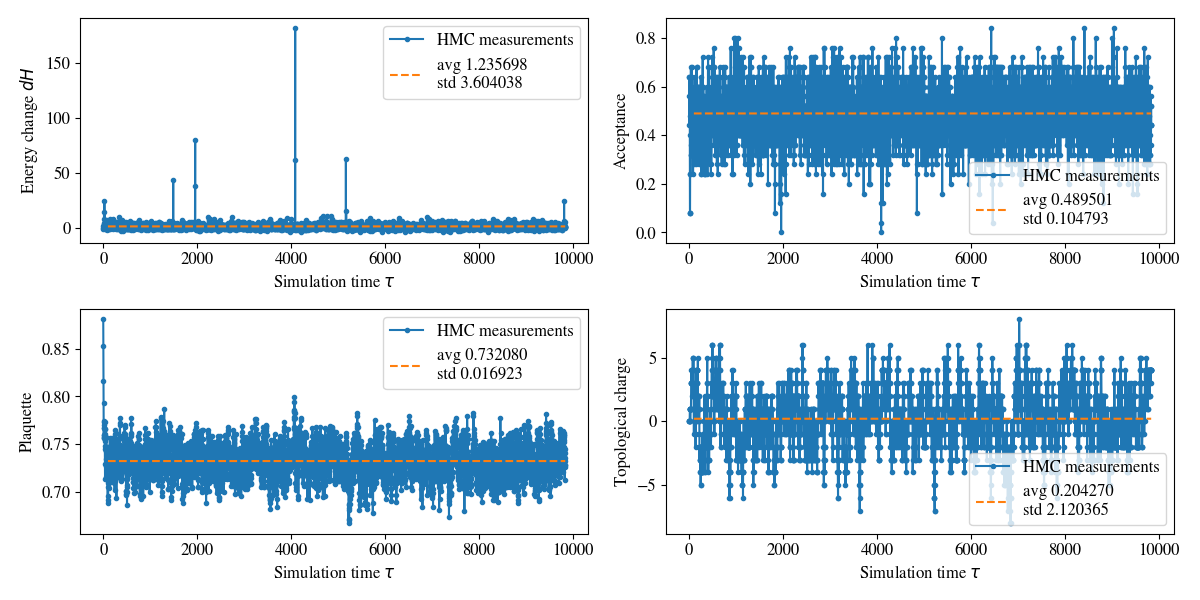 Energy change dH
150
100
50
0
HMC measurements
avg 1.235698
std 3.604038
0
2000
4000
6000
8000
10000
Simulation time τ
Acceptance
0.8
0.6
0.4
0.2
0.0
HMC measurements
avg 0.489501
std 0.104793
0
2000
4000
6000
8000
10000
Simulation time τ
Plaquette
0.85
0.80
0.75
0.70
HMC measurements
avg 0.732080
std 0.016923
0
2000
4000
6000
8000
10000
Simulation time τ
Topological charge
5
0
−5
HMC measurements
avg 0.204270
std 2.120365
0
2000
4000
6000
8000
10000
Simulation time τ